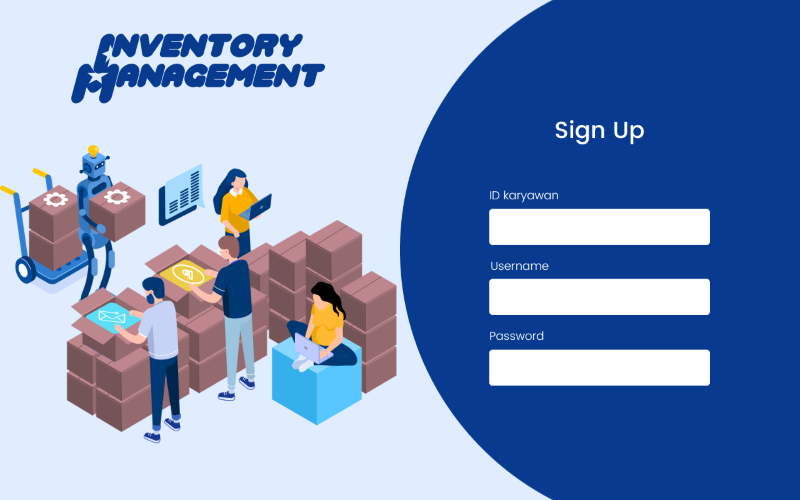 INVENTORY
MANAGEMENT
Sign Up
ID karyawan
Username
Password